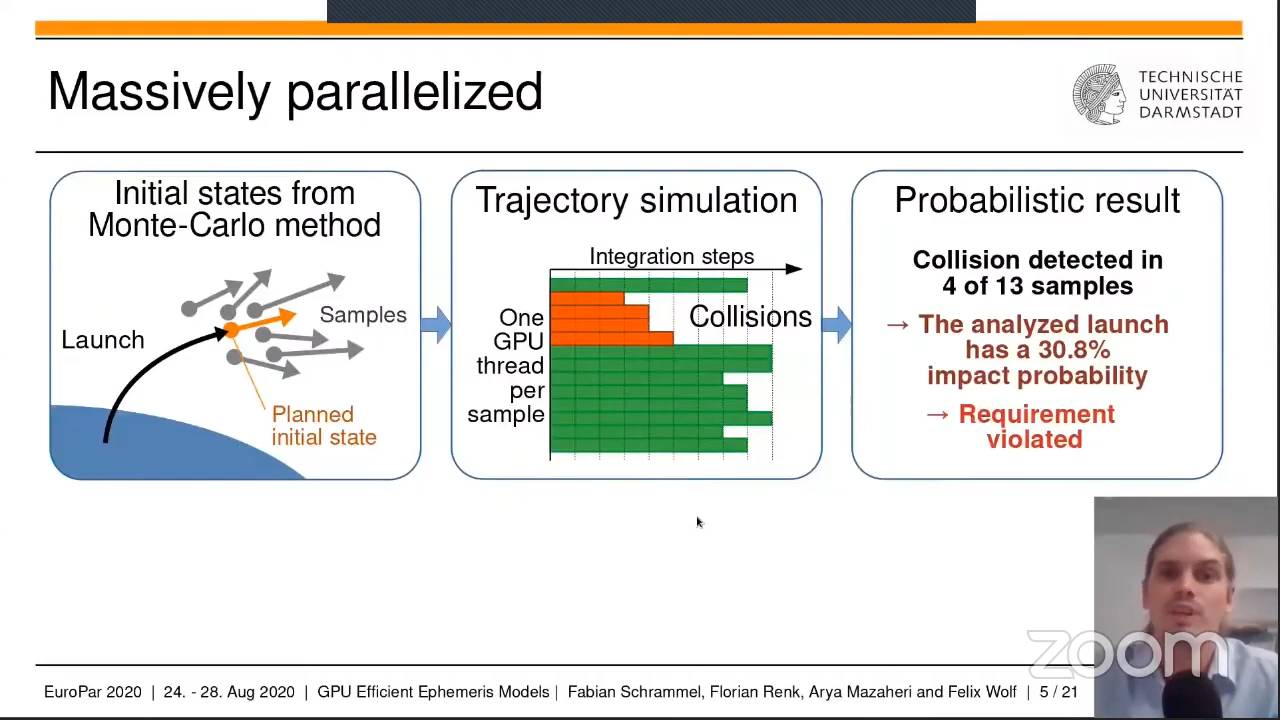 Massively parallelized
TECHNISCHE
UNIVERSITÄT
DARMSTADT
Initial states from
Monte-Carlo method
Launch
Samples
Planned
initial state
Trajectory simulation
Integration steps
One
GPU
thread
per
sample
Collisions
Probabilistic result
Collision detected in
4 of 13 samples
→ The analyzed launch
has a 30.8%
impact probability
→ Requirement
violated
zoom
EuroPar 2020 | 24. - 28. Aug 2020 | GPU Efficient Ephemeris Models | Fabian Schrammel, Florian Renk, Arya Mazaheri and Felix Wolf | 5 / 21